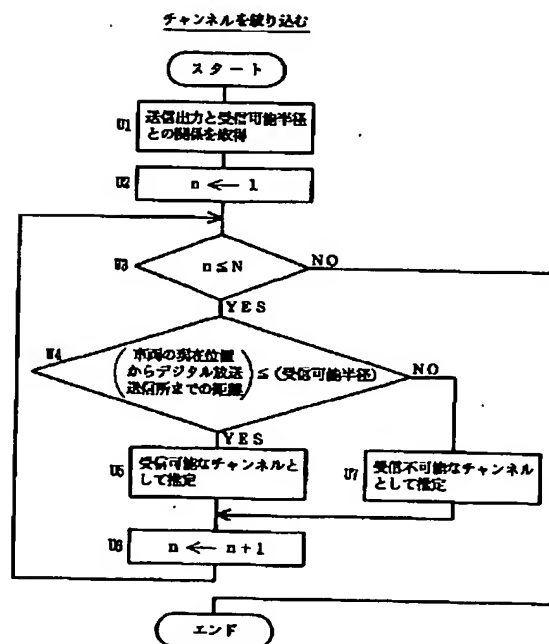 チャンネルを絞り込む
スタート
U1
送信出力と受信可能半径
との関係を取得
U2
n ← 1
U3
n ≤ N
NO
YES
U4
車両の現在位置
からデジタル放送
送信所までの距離
≤ (受信可能半径)
NO
YES
U5
受信可能なチャンネルと
して推定
U7
受信不可能なチャンネル
として推定
U6
n ← n+1
エンド